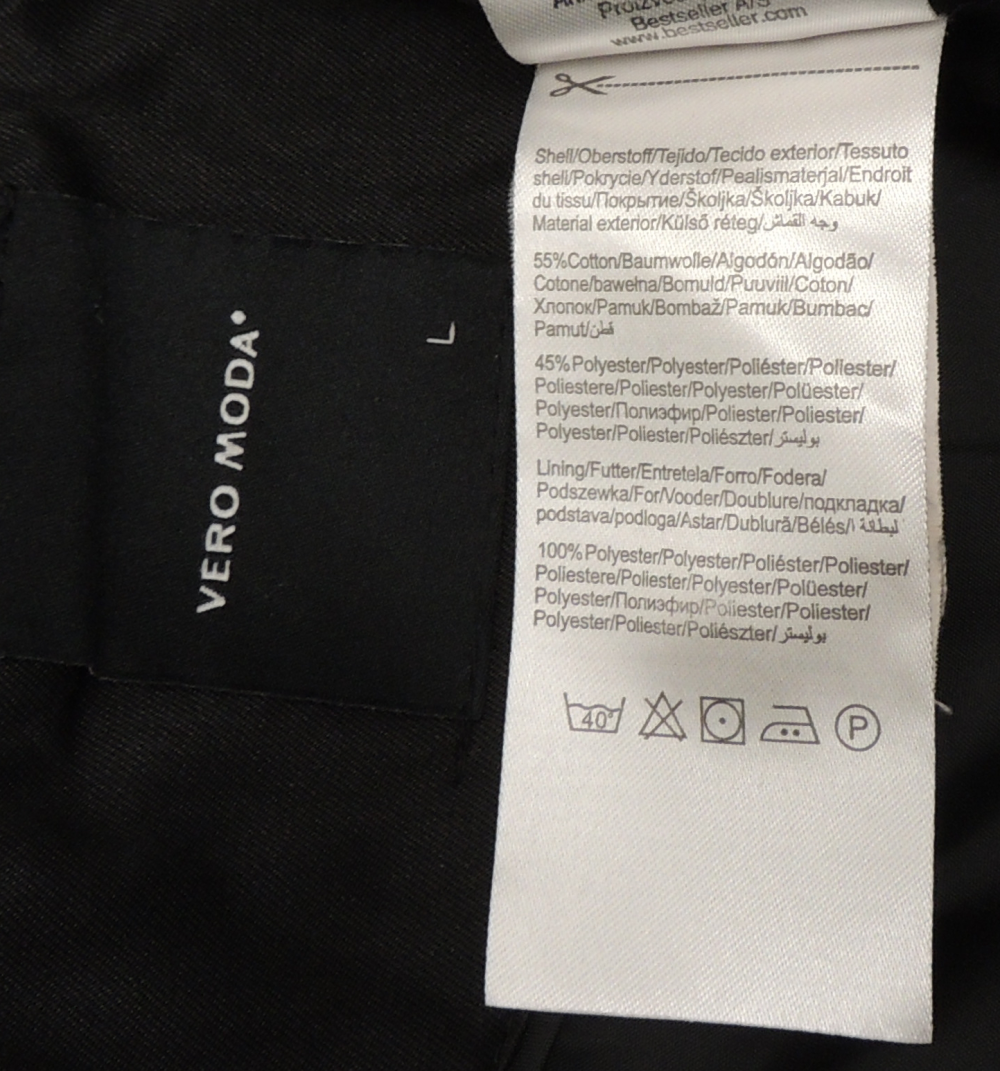 Bestseller A/S
www.bestseller.com
Shell/Oberstoff/Tejido/Tecido exterior/Tessuto
shell/Pokrycie/Yderstof/Pealismaterjal/Endroit
du tissu/Покрытие/Školjka/Školjka/Kabuk/
Material exterior/Külső réteg/وجه القماش
55%Cotton/Baumwolle/Algodón/Algodão/
Cotone/bawełna/Bomuld/Puuvill/Coton/
Хлопок/Pamuk/Bombaž/Pamuk/Bumbac/
Pamut/قطن
45%Polyester/Polyester/Poliéster/Poliester/
Poliestere/Poliester/Polyester/Polüester/
Polyester/Полиэфир/Poliester/Poliester/
Polyester/Poliester/Poliészter/بوليستر
Lining/Futter/Entretela/Forro/Fodera/
Podszewka/For/Vooder/Doublure/подкладка/
podstava/podloga/Astar/Dublură/Bélés/
100%Polyester/Polyester/Poliéster/Poliester/
Poliestere/Poliester/Polyester/Polüester/
Polyester/Полиэфир/Poliester/Poliester/
Polyester/Poliester/Poliészter/بوليستر
40° P
VERO MODA
L